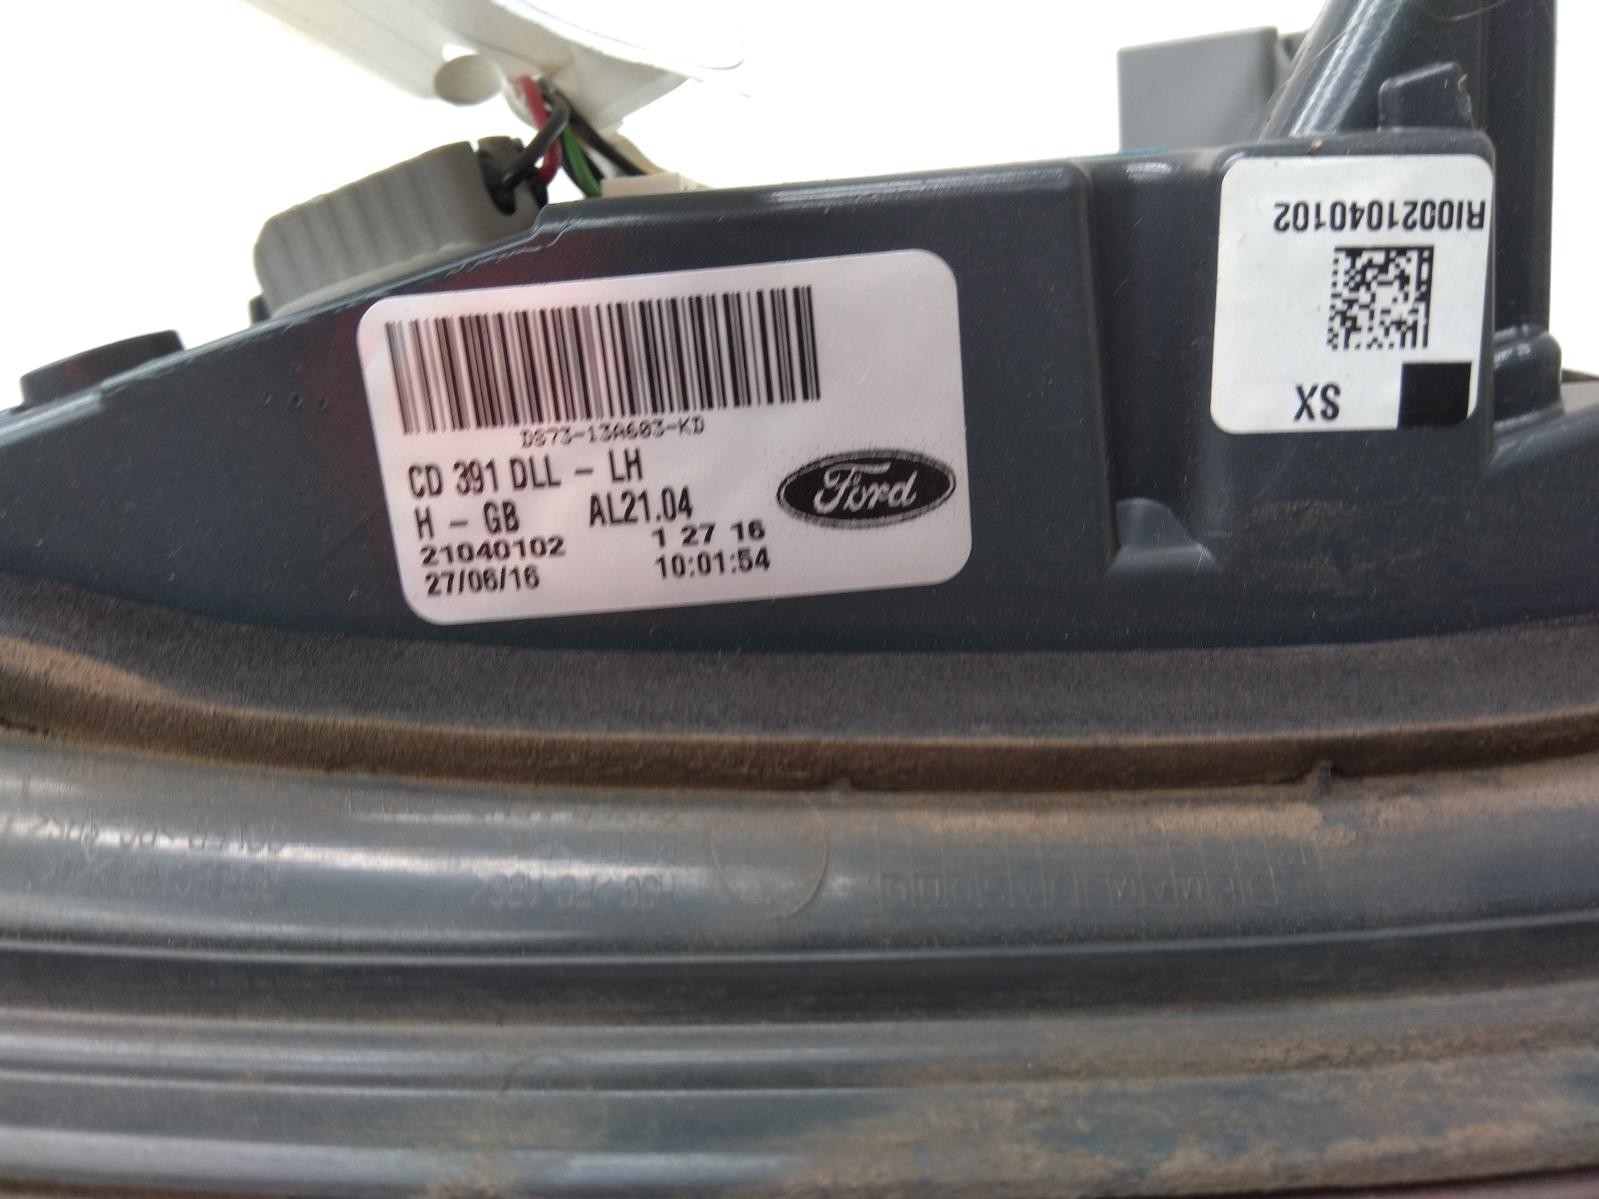 DS73-13A603-KD
CD 391 DLL - LH
H - GB AL21.04
21040102 1 27 16
27/06/16 10:01:54
Ford
RI0021040102
SX